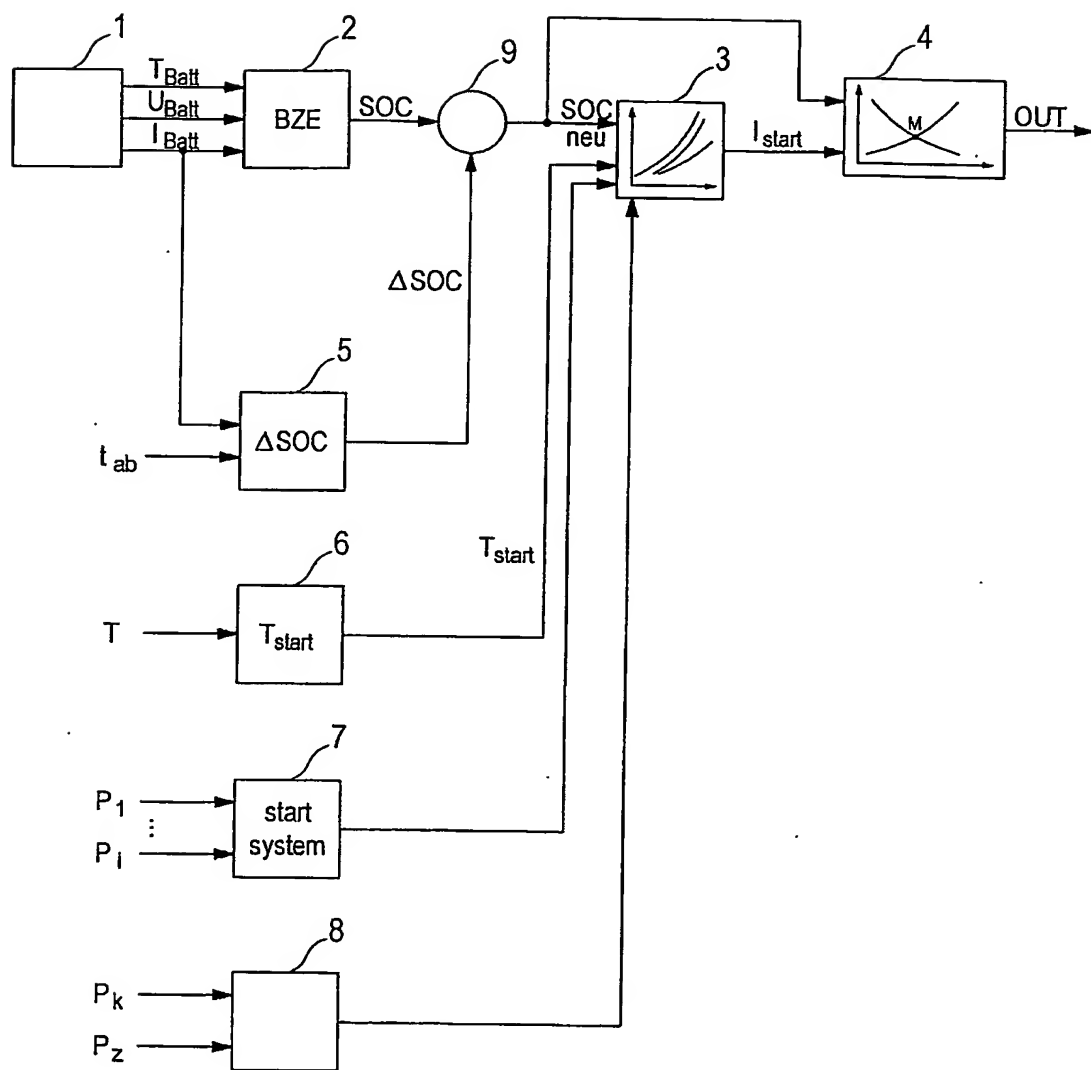 1
2
9
3
4
T_Batt
U_Batt
I_Batt
BZE
SOC
SOC
neu
I_start
M
OUT
ΔSOC
5
t_ab
ΔSOC
6
T_start
T
T_start
7
P_1
⋮
P_i
start
system
8
P_k
P_z